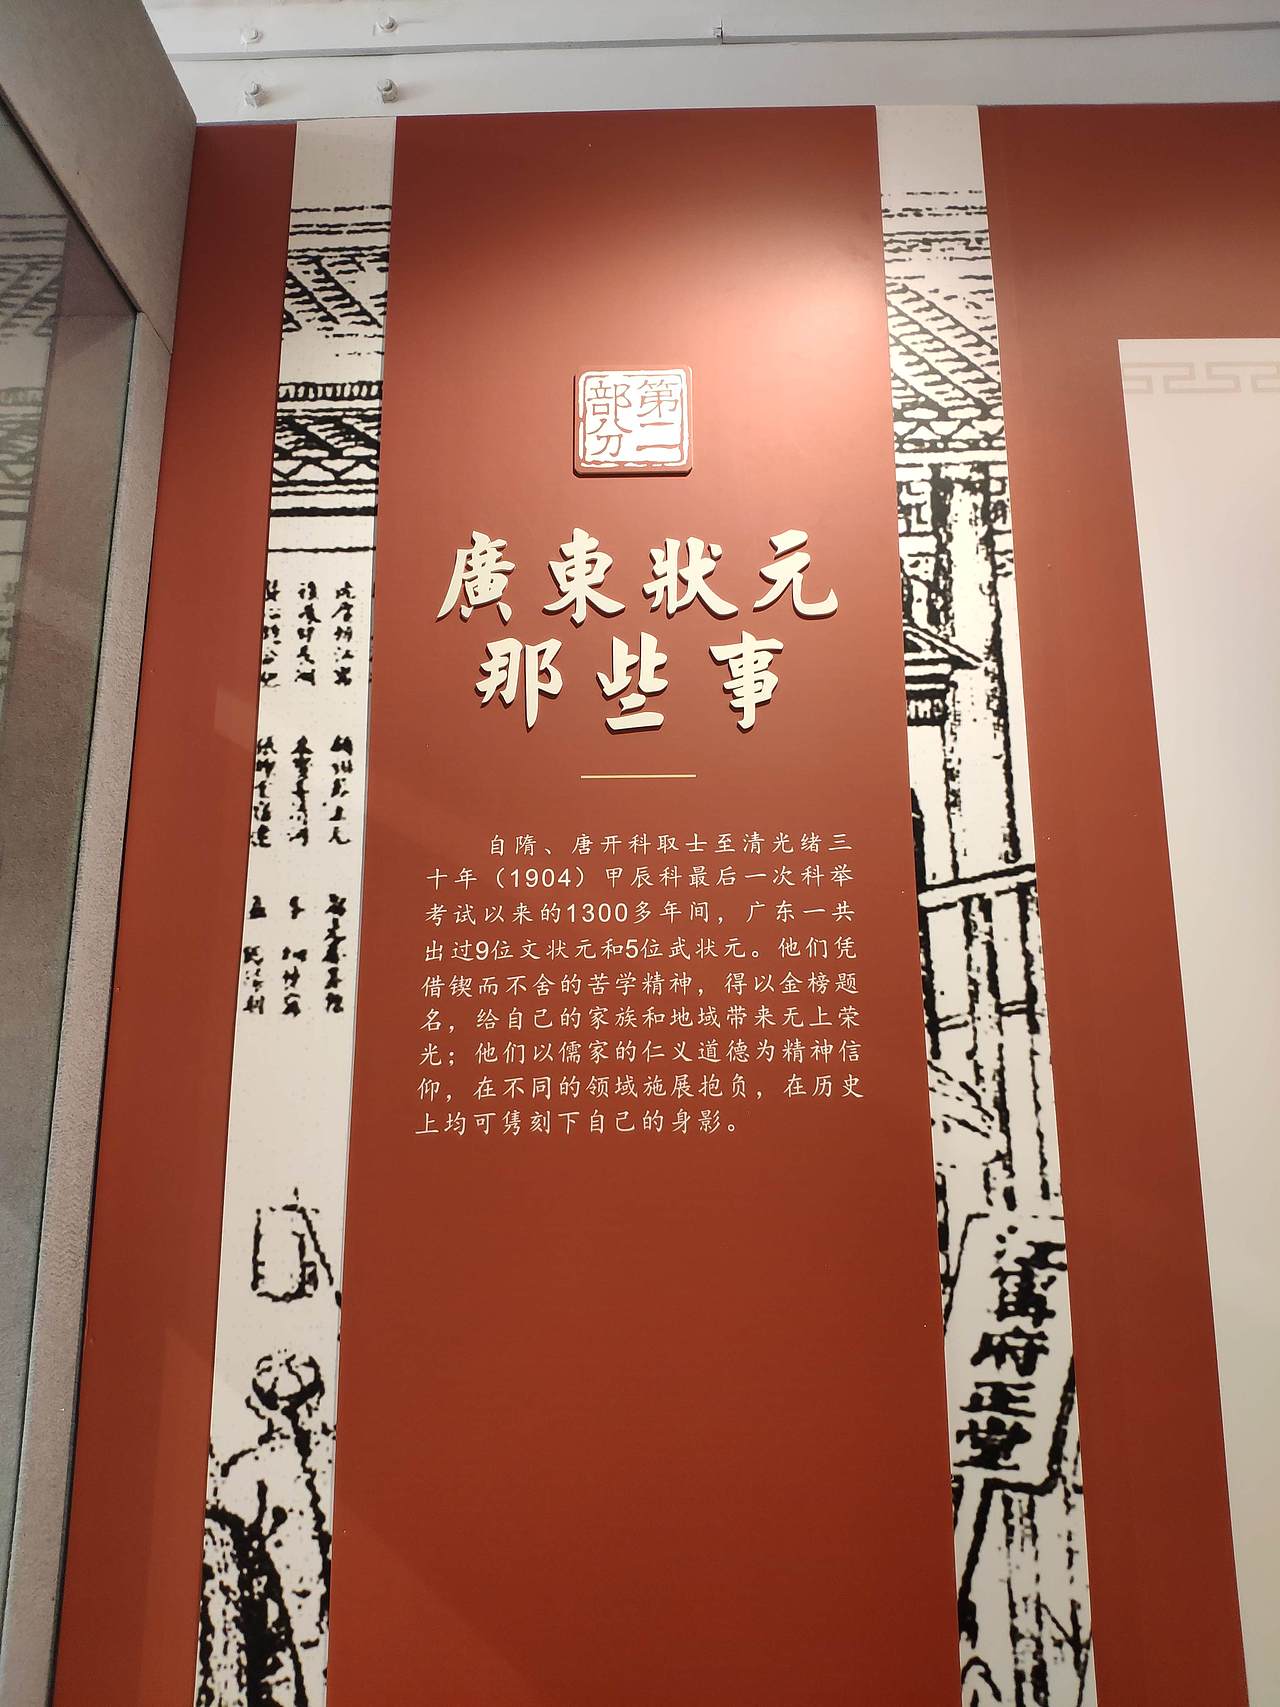 第二
部分
廣東狀元
那些事
自隋、唐开科取士至清光绪三
十年（1904）甲辰科最后一次科举
考试以来的1300多年间，广东一共
出过9位文状元和5位武状元。他们凭
借锲而不舍的苦学精神，得以金榜题
名，给自己的家族和地域带来无上荣
光；他们以儒家的仁义道德为精神信
仰，在不同的领域施展抱负，在历史
上均可隽刻下自己的身影。
江寧府正堂